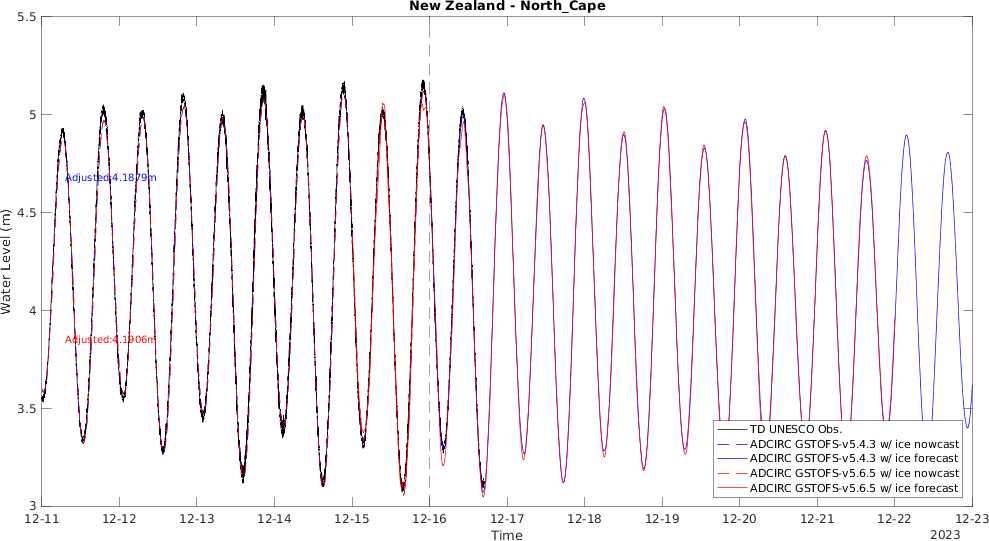 New Zealand - North_Cape
5.5
5
4.5
3.5
3
Water Level (m)
Adjusted:4.1879m
Adjusted:4.1906m
TD UNESCO Obs.
ADCIRC GSTOFS-v5.4.3 w/ ice nowcast
ADCIRC GSTOFS-v5.4.3 w/ ice forecast
ADCIRC GSTOFS-v5.6.5 w/ ice nowcast
ADCIRC GSTOFS-v5.6.5 w/ ice forecast
12-11 12-12 12-13 12-14 12-15 12-16 12-17 12-18 12-19 12-20 12-21 12-22 12-23
Time
2023